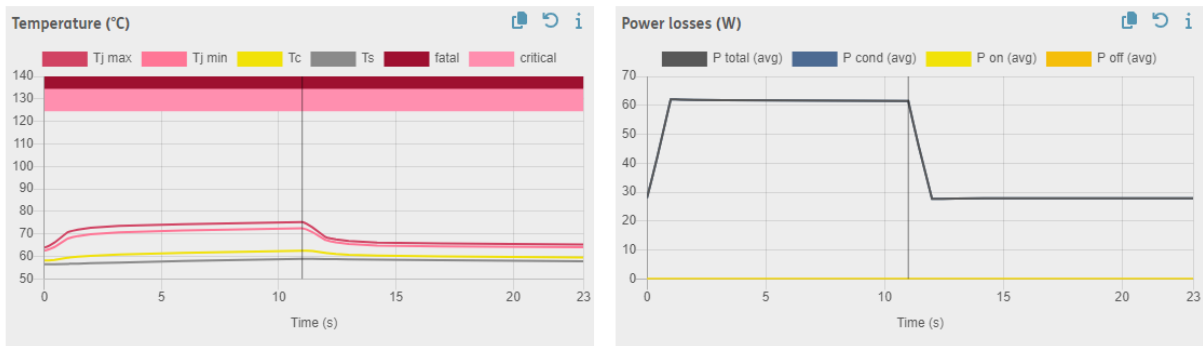 Temperature (°C)
Tj max Tj min Tc Ts fatal critical
140
130
120
110
100
90
80
70
60
50
0 5 10 15 20 23
Time (s)
Power losses (W)
P total (avg) P cond (avg) P on (avg) P off (avg)
70
60
50
40
30
20
10
0
0 5 10 15 20 23
Time (s)